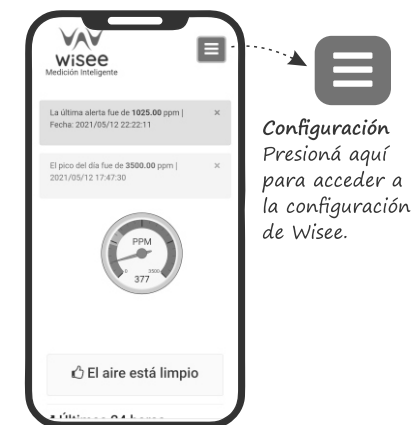 wisee
Medición Inteligente
La última alerta fue de 1025.00 ppm |
Fecha: 2021/05/12 22:22:11
×
El pico del día fue de 3500.00 ppm |
2021/05/12 17:47:30
×
PPM
0 3500
377
El aire está limpio
Configuración
Presioná aquí
para acceder a
la configuración
de Wisee.